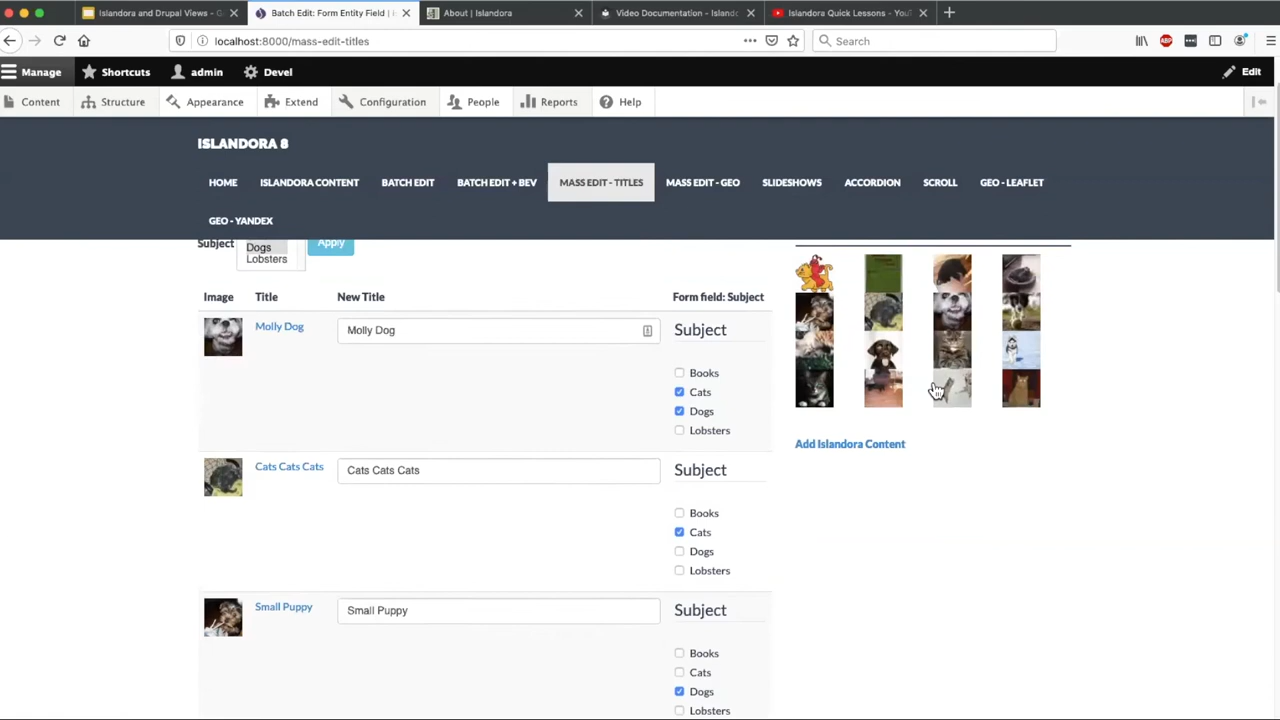 Islandora and Drupal Views - G
Batch Edit: Form Entity Field | I
About | Islandora
Video Documentation - Islando
Islandora Quick Lessons - YouT
localhost:8000/mass-edit-titles
Search
ABP
Manage
Shortcuts
admin
Devel
Edit
Content
Structure
Appearance
Extend
Configuration
People
Reports
Help
ISLANDORA 8
HOME
ISLANDORA CONTENT
BATCH EDIT
BATCH EDIT + BEV
MASS EDIT - TITLES
MASS EDIT - GEO
SLIDESHOWS
ACCORDION
SCROLL
GEO - LEAFLET
GEO - YANDEX
Subject
Dogs
Lobsters
Apply
Image
Title
New Title
Form field: Subject
Molly Dog
Molly Dog
Subject
Books
Cats
Dogs
Lobsters
Cats Cats Cats
Cats Cats Cats
Subject
Books
Cats
Dogs
Lobsters
Small Puppy
Small Puppy
Subject
Books
Cats
Dogs
Lobsters
Add Islandora Content